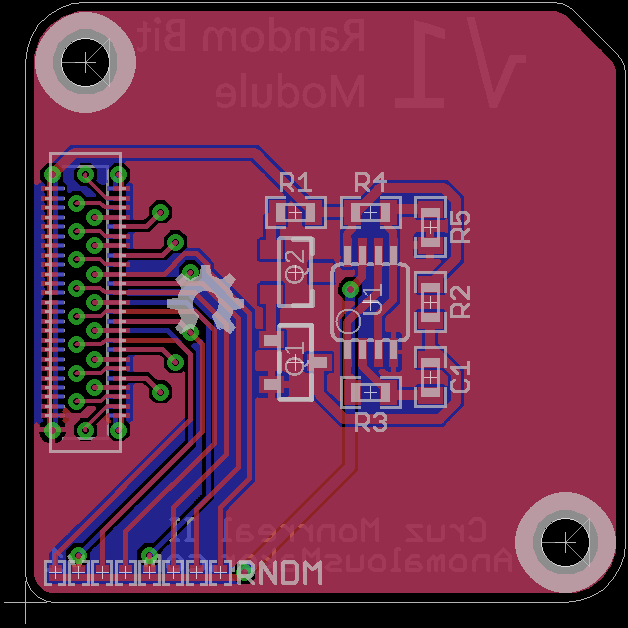 Random Bit
Module
V1
R1
R4
R5
Q2
U1
R2
Q1
C1
R3
Cruz Monrreal II
RNDM